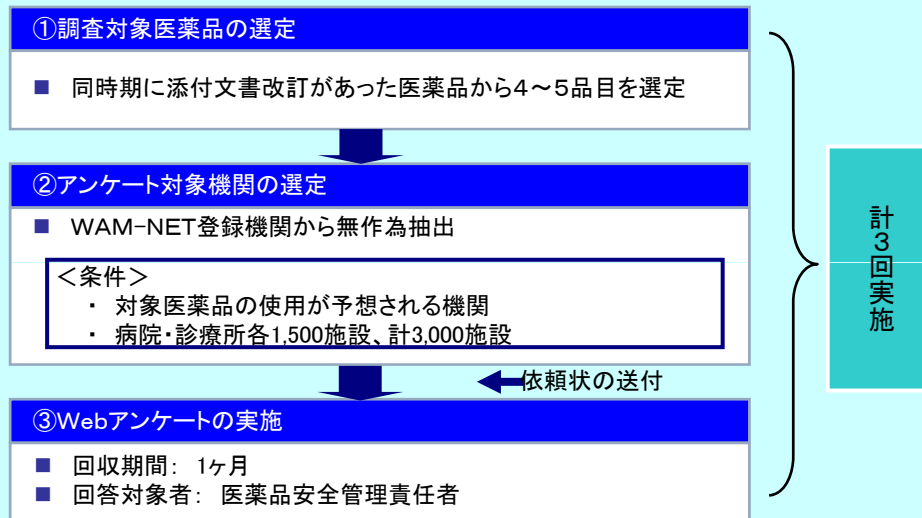 ①調査対象医薬品の選定
■ 同時期に添付文書改訂があった医薬品から4～5品目を選定
②アンケート対象機関の選定
■ WAM-NET登録機関から無作為抽出
＜条件＞
・ 対象医薬品の使用が予想される機関
・ 病院・診療所各1,500施設、計3,000施設
依頼状の送付
③Webアンケートの実施
■ 回収期間： 1ヶ月
■ 回答対象者： 医薬品安全管理責任者
計3回実施